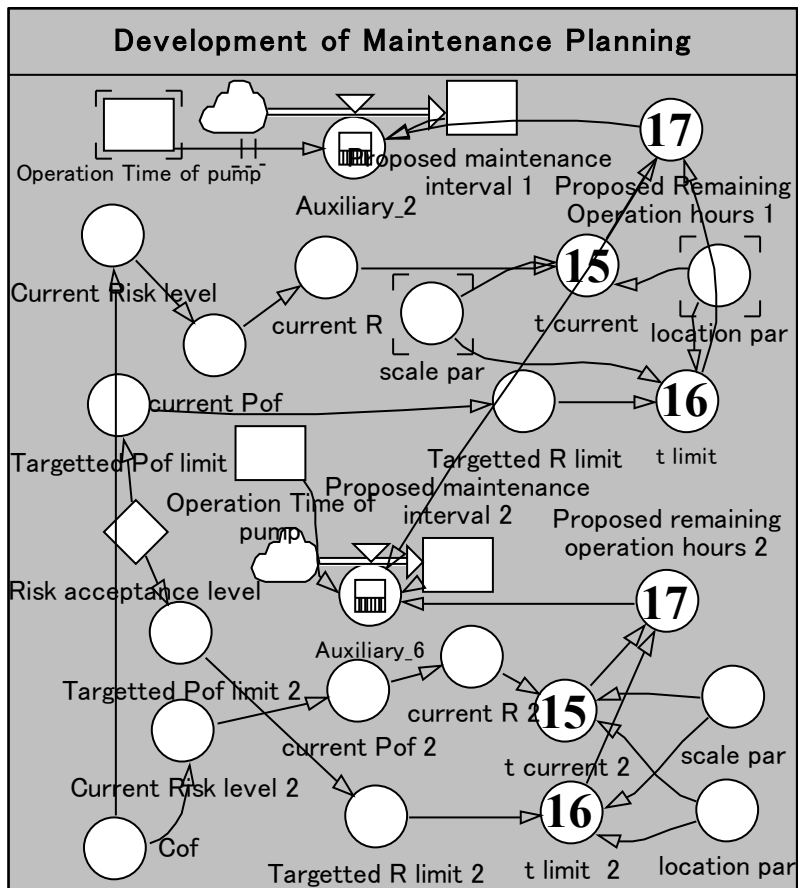 Development of Maintenance Planning
17
Operation Time of pump
Proposed maintenance
interval 1
Auxiliary_2
Proposed Remaining
Operation hours 1
15
Current Risk level
current R
t current
location par
scale par
16
current Pof
Targetted Pof limit
Targetted R limit
t limit
Operation Time of
pump
Proposed maintenance
interval 2
Proposed remaining
operation hours 2
Risk acceptance level
17
Auxiliary_6
Targetted Pof limit 2
current R 2
15
current Pof 2
t current 2
scale par
Current Risk level 2
16
Cof
Targetted R limit 2
t limit 2
location par